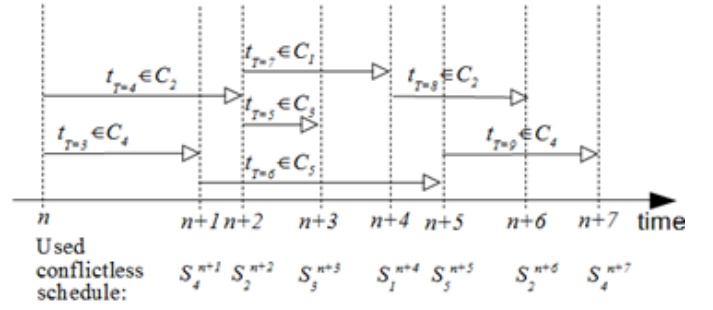 t_{T=7}∈C_1
t_{T=4}∈C_2 t_{T=8}∈C_2
t_{T=5}∈C_3
t_{T=3}∈C_4 t_{T=9}∈C_4
t_{T=6}∈C_5
n n+1 n+2 n+3 n+4 n+5 n+6 n+7 time
Used
conflictless
schedule: S_4^{n+1} S_2^{n+2} S_3^{n+3} S_1^{n+4} S_5^{n+5} S_2^{n+6} S_4^{n+7}